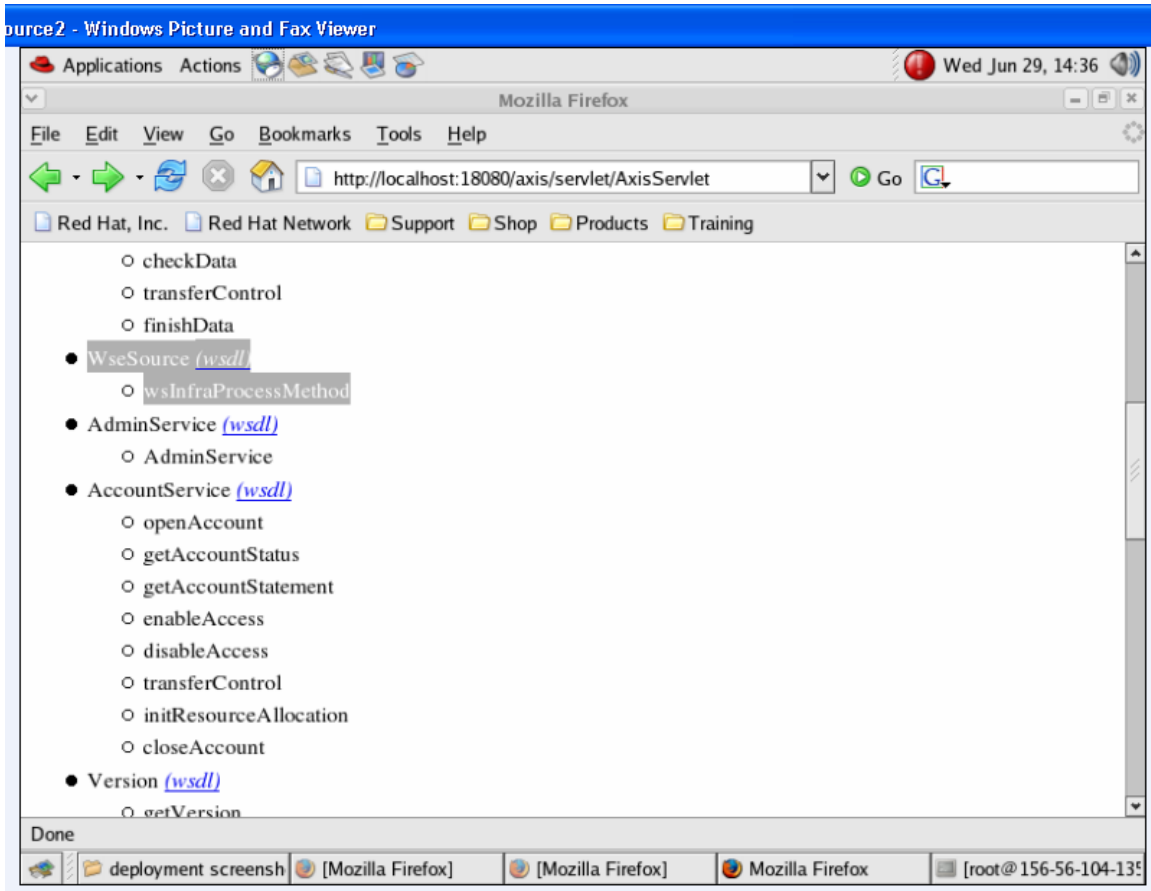 ource2 - Windows Picture and Fax Viewer
Applications Actions Wed Jun 29, 14:36
Mozilla Firefox
File Edit View Go Bookmarks Tools Help
http://localhost:18080/axis/servlet/AxisServlet Go G
Red Hat, Inc. Red Hat Network Support Shop Products Training
checkData
transferControl
finishData
WseSource (wsdl)
wsInfraProcessMethod
AdminService (wsdl)
AdminService
AccountService (wsdl)
openAccount
getAccountStatus
getAccountStatement
enableAccess
disableAccess
transferControl
initResourceAllocation
closeAccount
Version (wsdl)
getVersion
Done
deployment screensh [Mozilla Firefox] [Mozilla Firefox] Mozilla Firefox [root@156-56-104-135